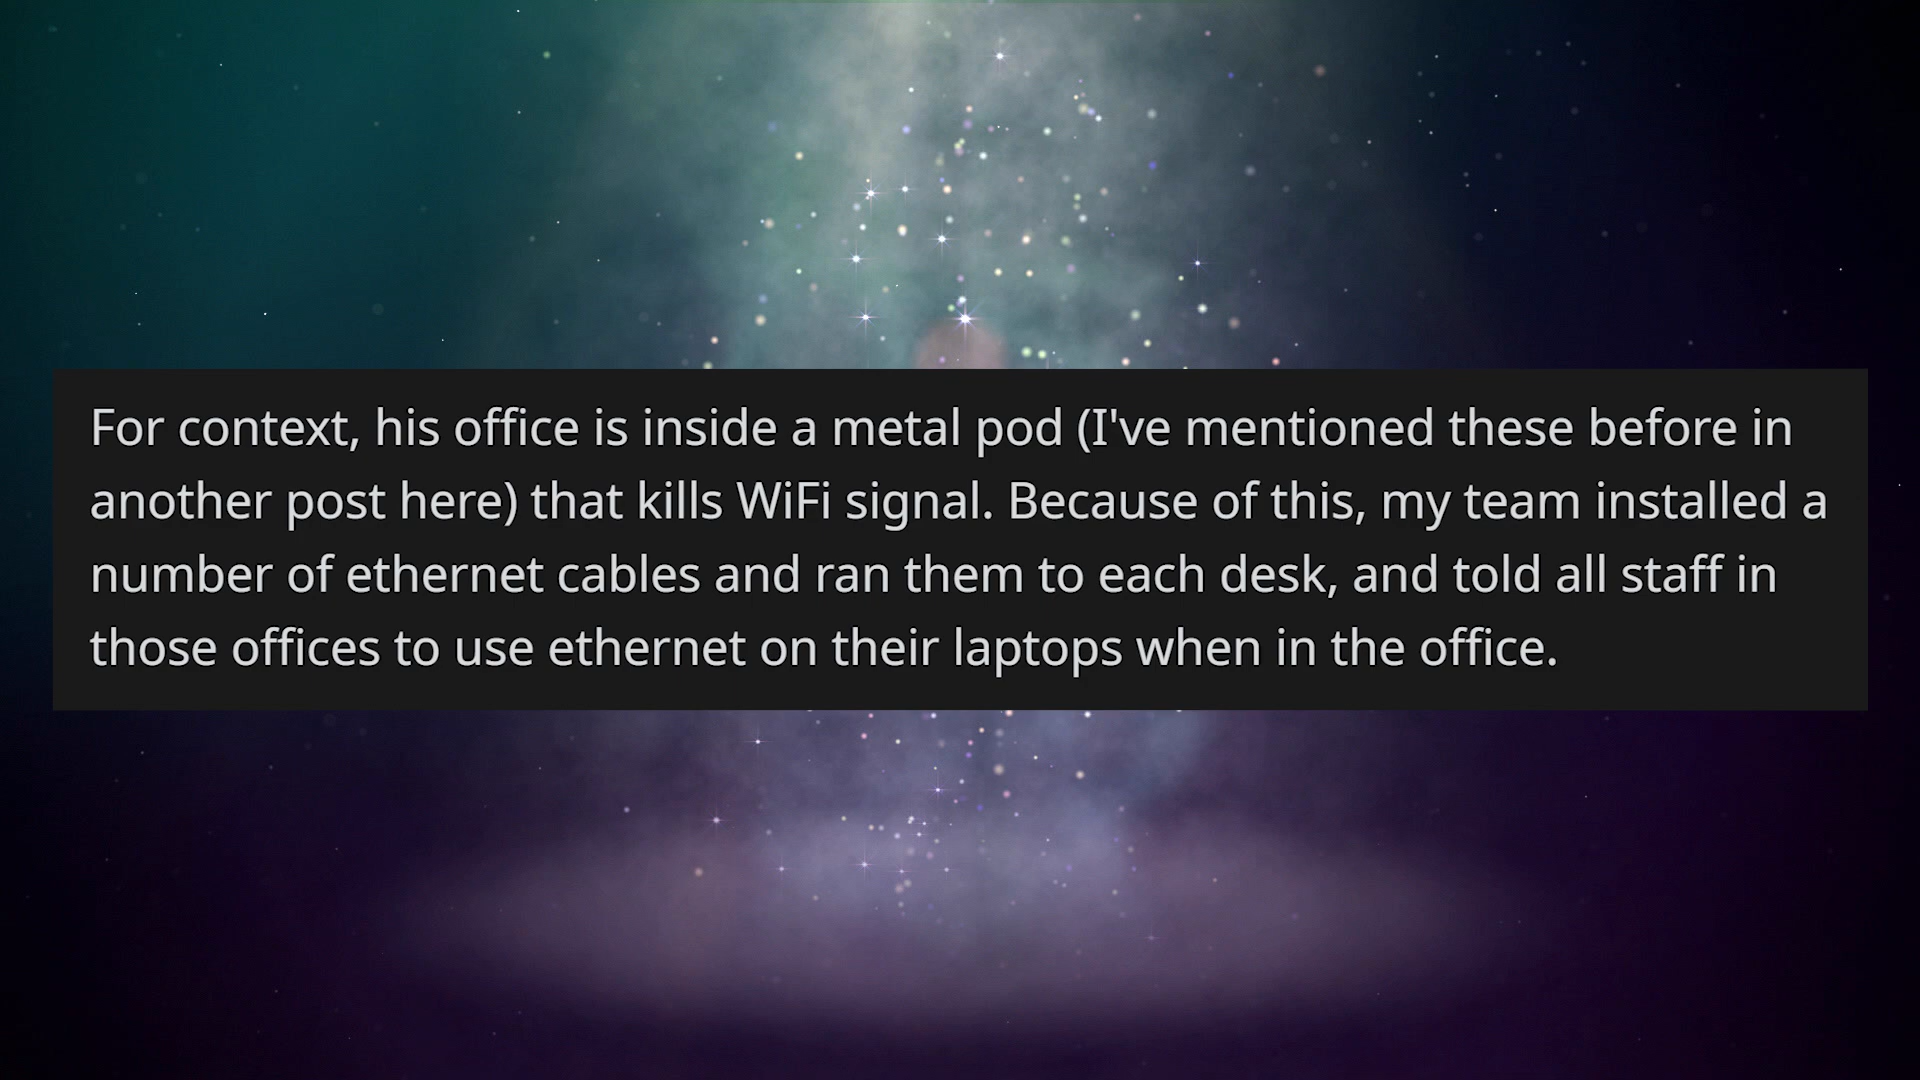 For context, his office is inside a metal pod (I've mentioned these before in
another post here) that kills WiFi signal. Because of this, my team installed a
number of ethernet cables and ran them to each desk, and told all staff in
those offices to use ethernet on their laptops when in the office.